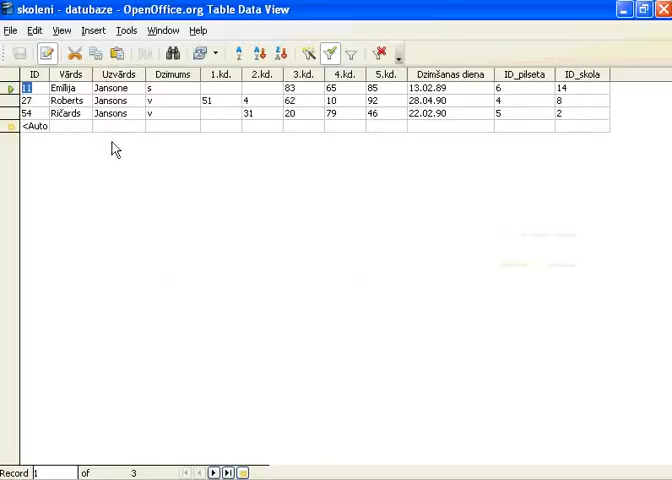 skoleni - datubaze - OpenOffice.org Table Data View
File Edit View Insert Tools Window Help
ID Vārds Uzvārds Dzimums 1.kd. 2.kd. 3.kd. 4.kd. 5.kd. Dzimšanas diena ID_pilseta ID_skola
11 Emīlija Jansone s 83 65 85 13.02.89 6 14
27 Roberts Jansons v 51 4 62 10 92 28.04.90 4 8
54 Ričards Jansons v 31 20 79 46 22.02.90 5 2
<Auto
Record 1 of 3